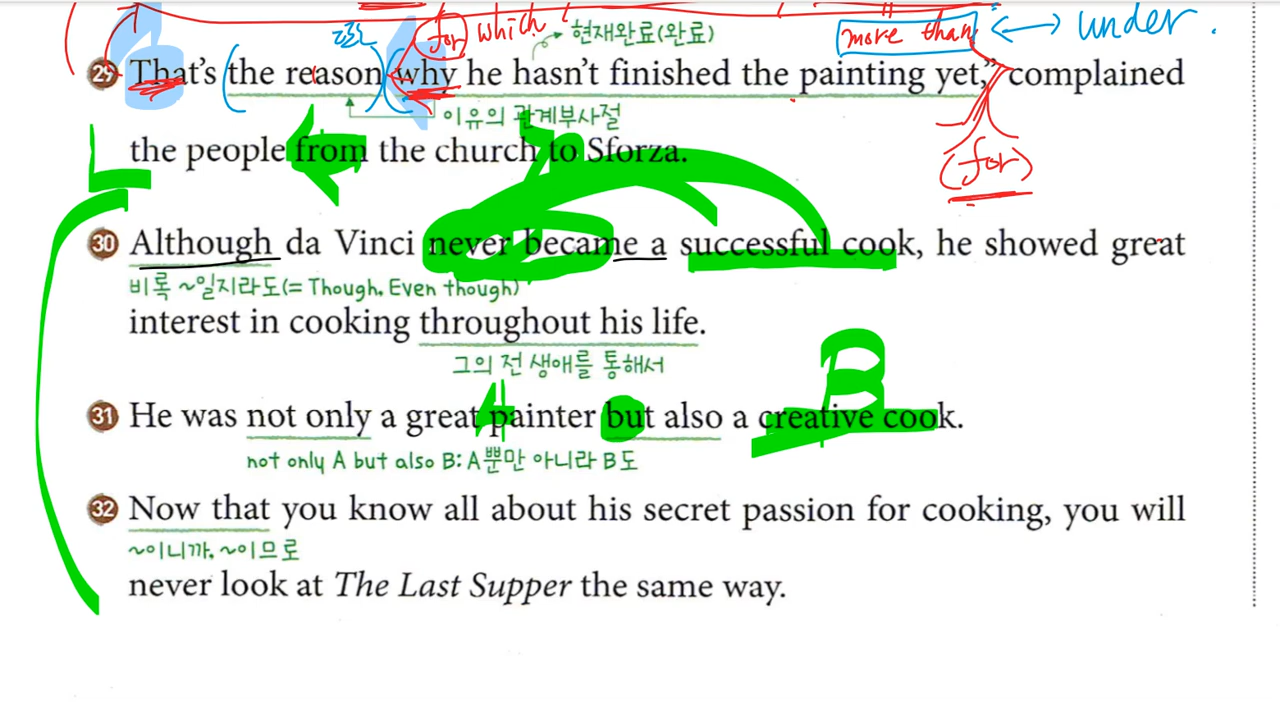 for which
more than ↔ under.
선 현재완료(완료)
29 That's the reason why he hasn't finished the painting yet," complained
이유의 관계부사절
the people from the church to Sforza.
(for)
30 Although da Vinci never became a successful cook, he showed great
비록 ~일지라도(= Though, Even though)
interest in cooking throughout his life.
그의 전 생애를 통해서
B
A
31 He was not only a great painter but also a creative cook.
not only A but also B: A뿐만 아니라 B도
32 Now that you know all about his secret passion for cooking, you will
~이니까, ~이므로
never look at The Last Supper the same way.